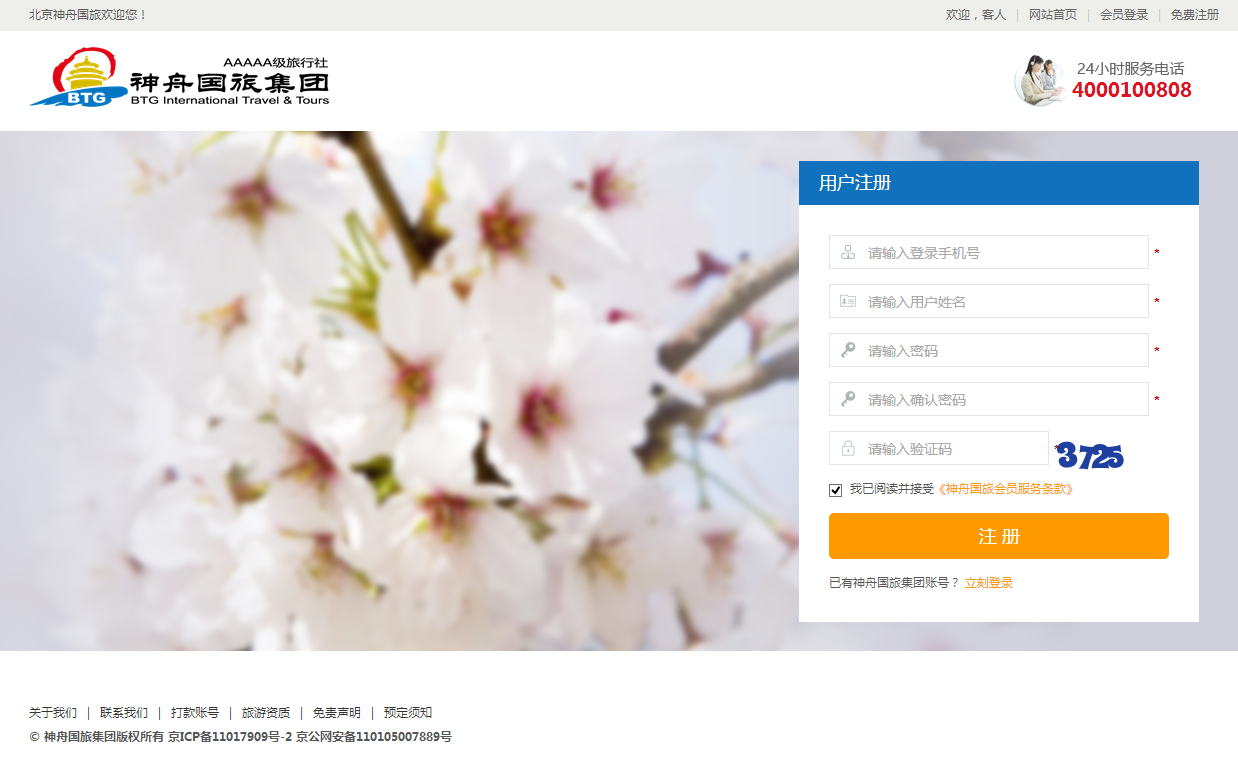 北京神舟国旅欢迎您！
欢迎，客人 | 网站首页 | 会员登录 | 免费注册
AAAAA级旅行社
神舟国旅集团
BTG
BTG International Travel & Tours
24小时服务电话
4000100808
用户注册
请输入登录手机号 *
请输入用户姓名 *
请输入密码 *
请输入确认密码 *
请输入验证码 * 3725
我已阅读并接受《神舟国旅会员服务条款》
注 册
已有神舟国旅集团账号？ 立刻登录
关于我们 | 联系我们 | 打款账号 | 旅游资质 | 免责声明 | 预定须知
© 神舟国旅集团版权所有 京ICP备11017909号-2 京公网安备110105007889号